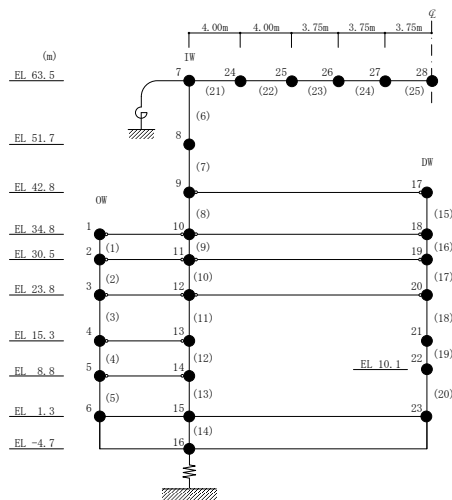 ℄
4.00m 4.00m 3.75m 3.75m 3.75m
(m) IW
EL 63.5 7 24 25 26 27 28
(21) (22) (23) (24) (25)
(6)
EL 51.7 8
(7)
EL 42.8 9 DW 17
OW (8) (15)
EL 34.8 1 10 18
(1) (9) (16)
EL 30.5 2 11 19
(2) (10) (17)
EL 23.8 3 12 20
(3) (11) (18)
EL 15.3 4 13 21
(4) (12) (19)
EL 10.1 22
EL 8.8 5 14
(5) (13) (20)
EL 1.3 6 15 23
(14)
EL -4.7 16